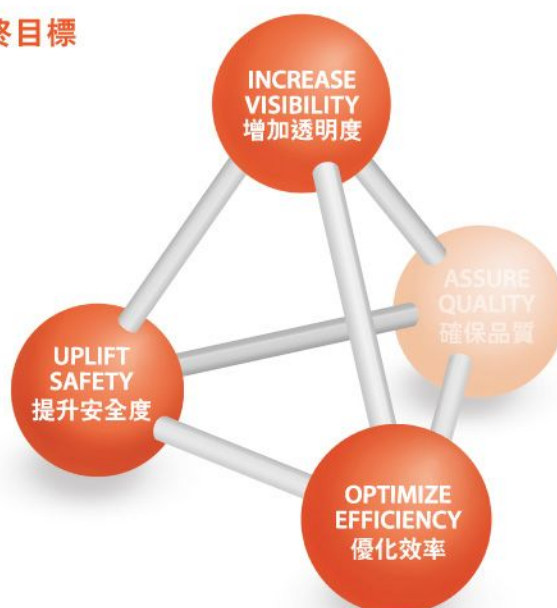 終目標
INCREASE
VISIBILITY
增加透明度
ASSURE
QUALITY
確保品質
UPLIFT
SAFETY
提升安全度
OPTIMIZE
EFFICIENCY
優化效率